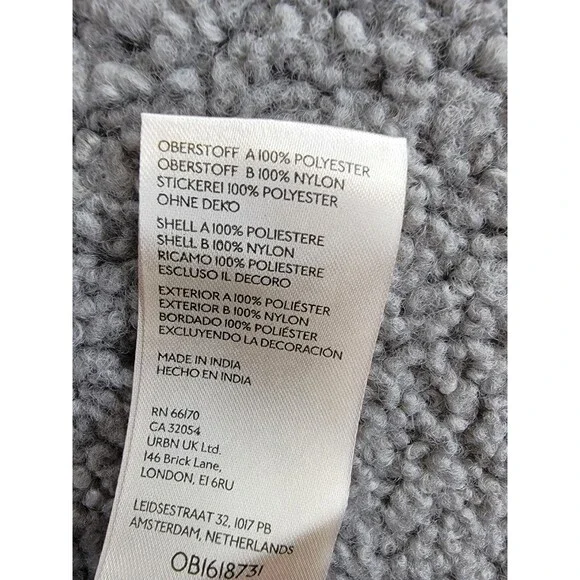 OBERSTOFF A 100% POLYESTER
OBERSTOFF B 100% NYLON
STICKEREI 100% POLYESTER
OHNE DEKO
SHELL A 100% POLIESTERE
SHELL B 100% NYLON
RICAMO 100% POLIESTERE
ESCLUSO IL DECORO
EXTERIOR A 100% POLIÉSTER
EXTERIOR B 100% NYLON
BORDADO 100% POLIÉSTER
EXCLUYENDO LA DECORACIÓN
MADE IN INDIA
HECHO EN INDIA
RN 66170
CA 32054
URBN UK Ltd.
146 Brick Lane,
LONDON, E1 6RU
LEIDSESTRAAT 32, 1017 PB
AMSTERDAM, NETHERLANDS
OB1618731